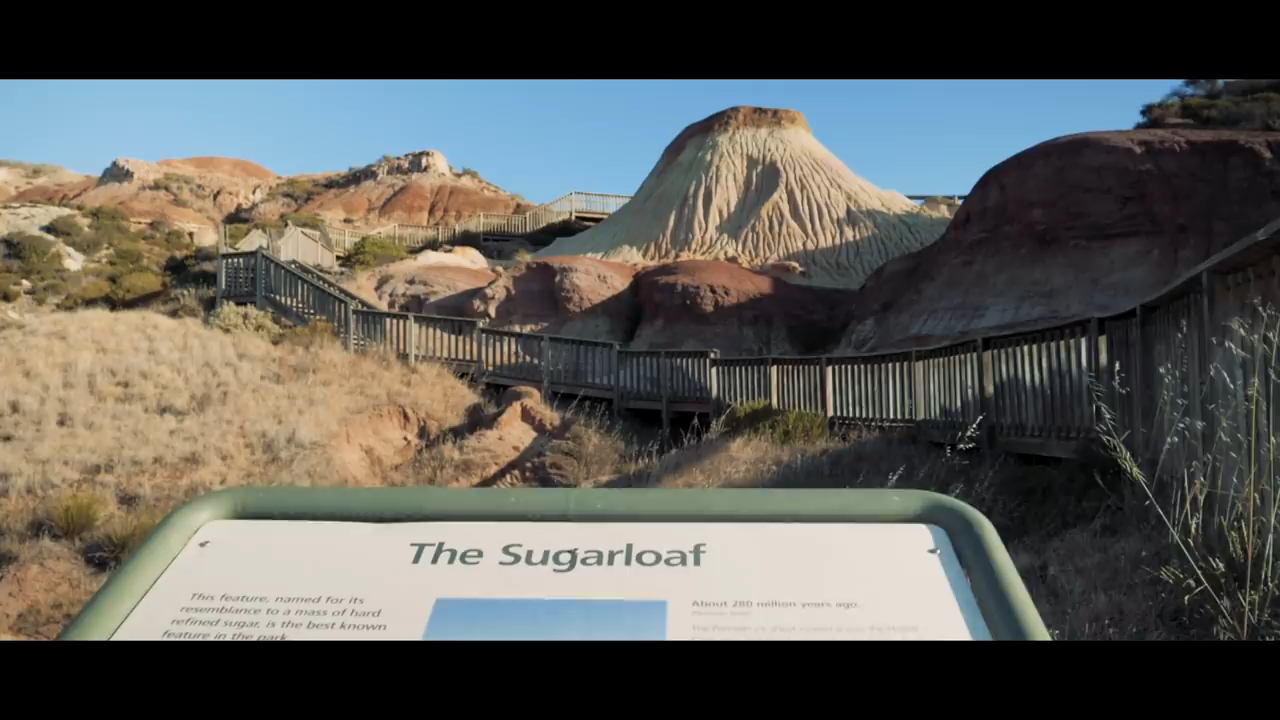 The Sugarloaf
This feature, named for its
resemblance to a mass of hard
refined sugar, is the best known
feature in the park.
About 280 million years ago...